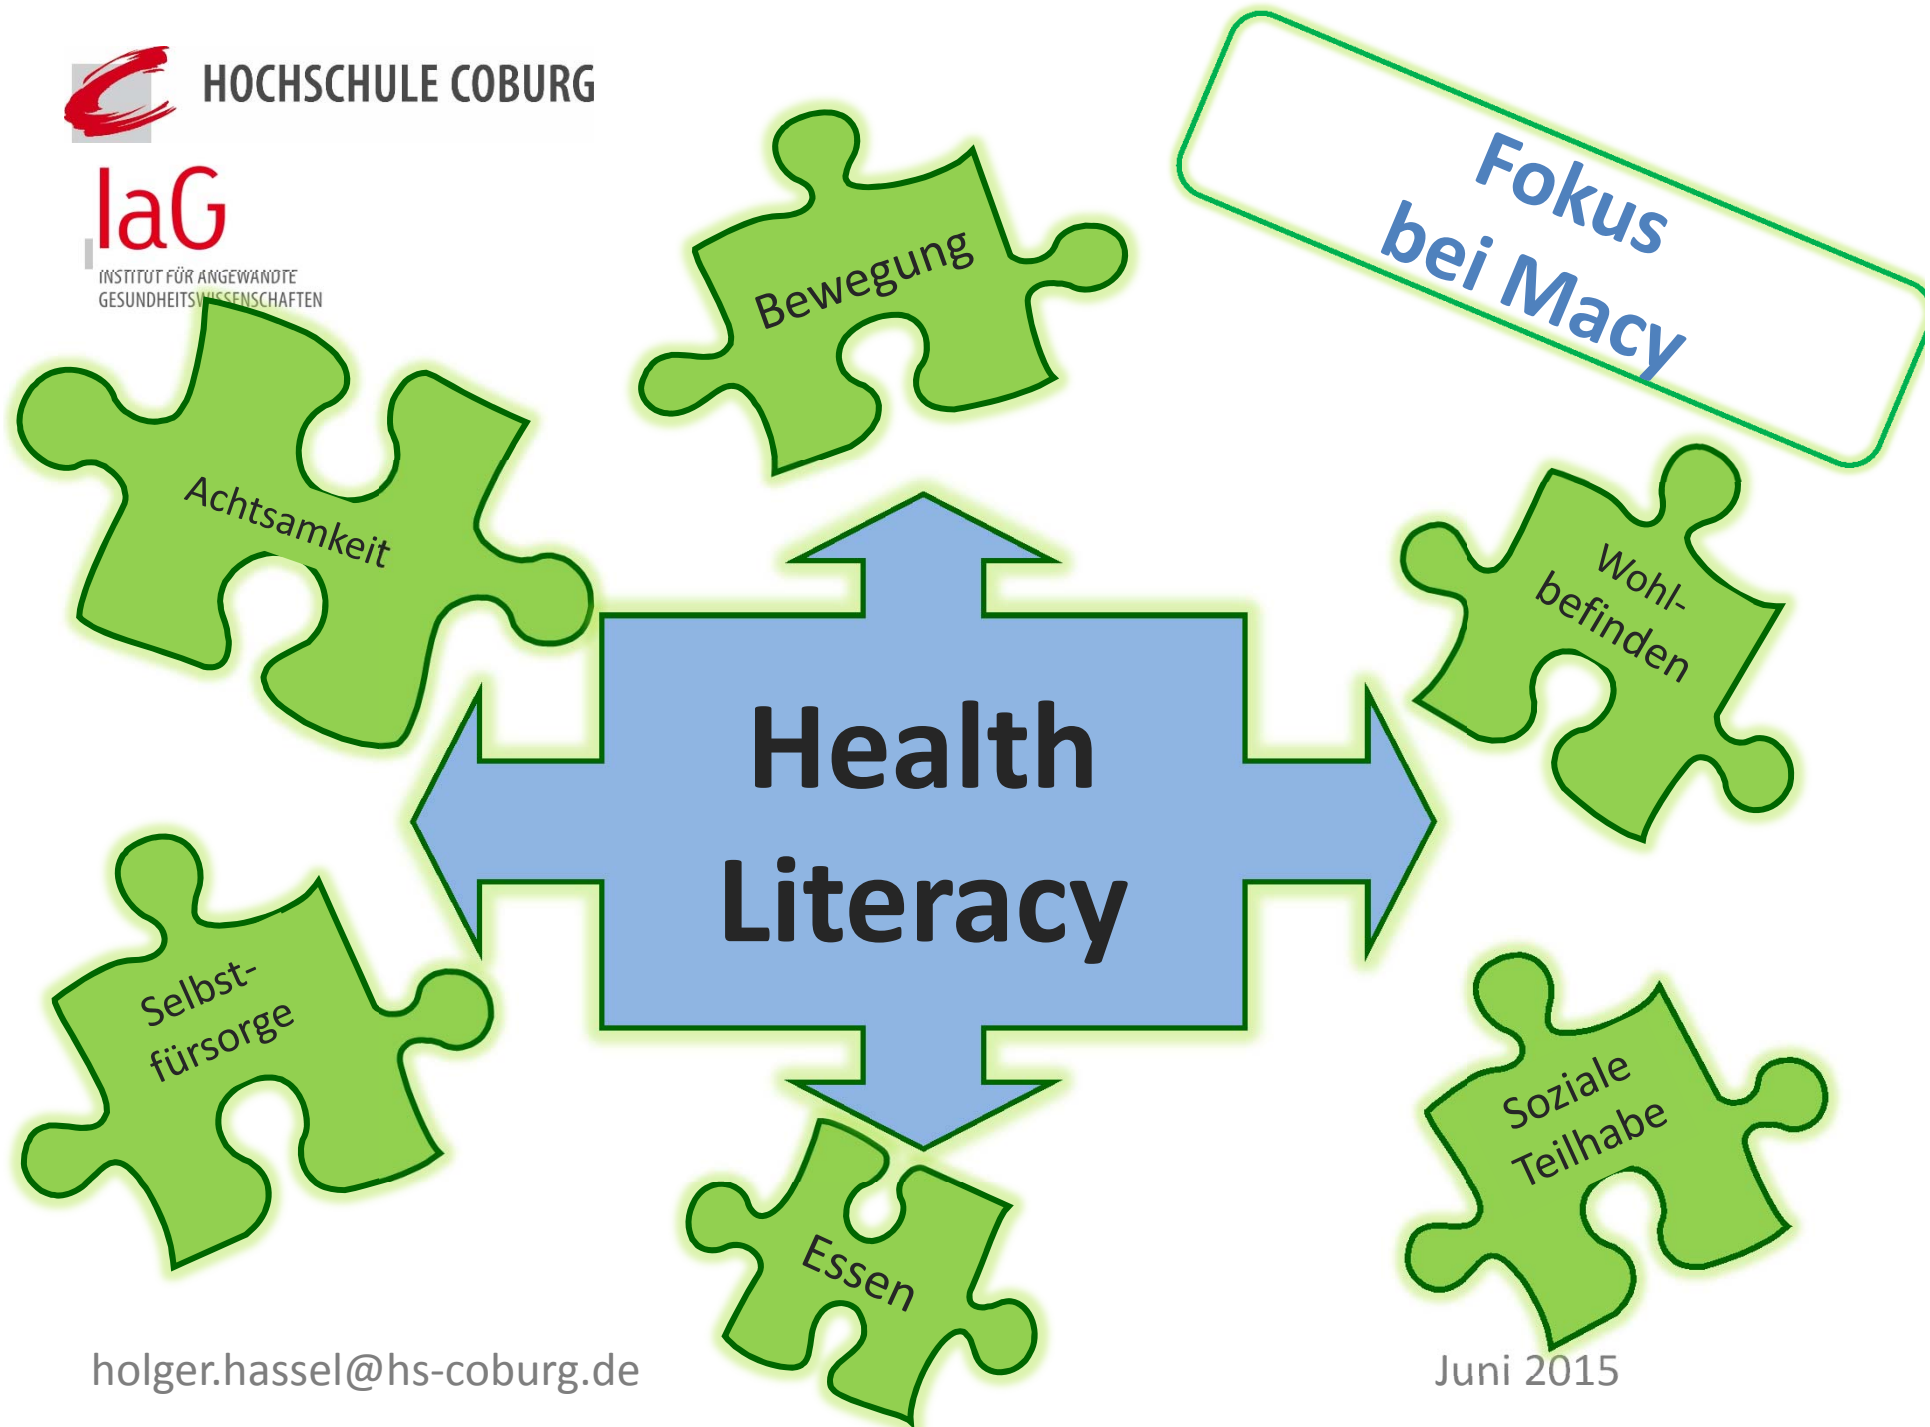 HOCHSCHULE COBURG
IaG
INSTITUT FÜR ANGEWANDTE
GESUNDHEITSWISSENSCHAFTEN
Fokus
bei Macy
Bewegung
Achtsamkeit
Wohl-
befinden
Health
Literacy
Selbst-
fürsorge
Soziale
Teilhabe
Essen
holger.hassel@hs-coburg.de
Juni 2015